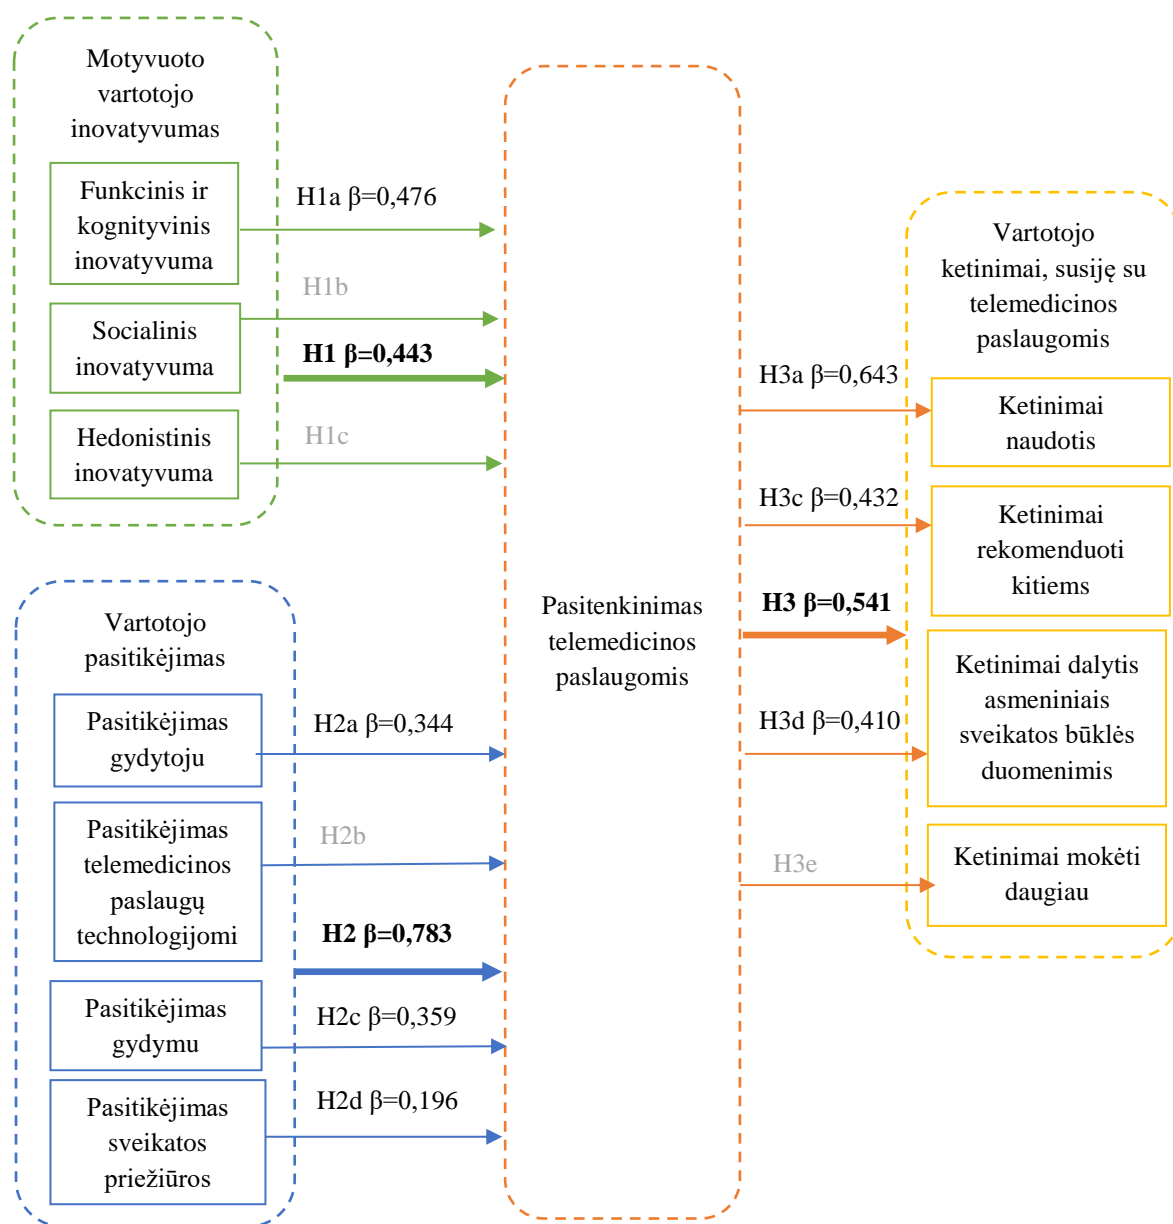 Motyvuoto
vartotojo
inovatyvumas
Funkcinis ir
kognityvinis
inovatyvuma
Socialinis
inovatyvuma
Hedonistinis
inovatyvuma
H1a β=0,476
H1b
H1 β=0,443
H1c
Vartotojo
pasitikėjimas
Pasitikėjimas
gydytoju
Pasitikėjimas
telemedicinos
paslaugų
technologijomi
Pasitikėjimas
gydymu
Pasitikėjimas
sveikatos
priežiūros
H2a β=0,344
H2b
H2 β=0,783
H2c β=0,359
H2d β=0,196
Pasitenkinimas
telemedicinos
paslaugomis
H3a β=0,643
H3c β=0,432
H3 β=0,541
H3d β=0,410
H3e
Vartotojo
ketinimai, susiję su
telemedicinos
paslaugomis
Ketinimai
naudotis
Ketinimai
rekomenduoti
kitiems
Ketinimai dalytis
asmeniniais
sveikatos būklės
duomenimis
Ketinimai mokėti
daugiau